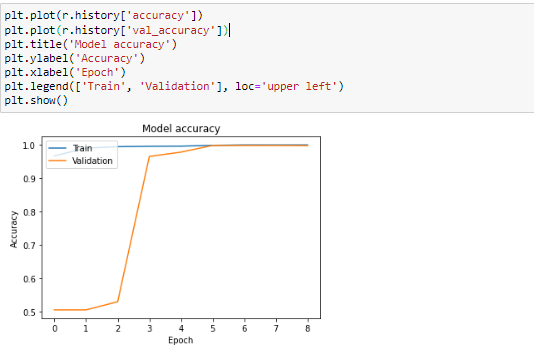 plt.plot(r.history['accuracy'])
plt.plot(r.history['val_accuracy'])
plt.title('Model accuracy')
plt.ylabel('Accuracy')
plt.xlabel('Epoch')
plt.legend(['Train', 'Validation'], loc='upper left')
plt.show()
Model accuracy
1.0
0.9
0.8
0.7
0.6
0.5
Accuracy
Train
Validation
0 1 2 3 4 5 6 7 8
Epoch